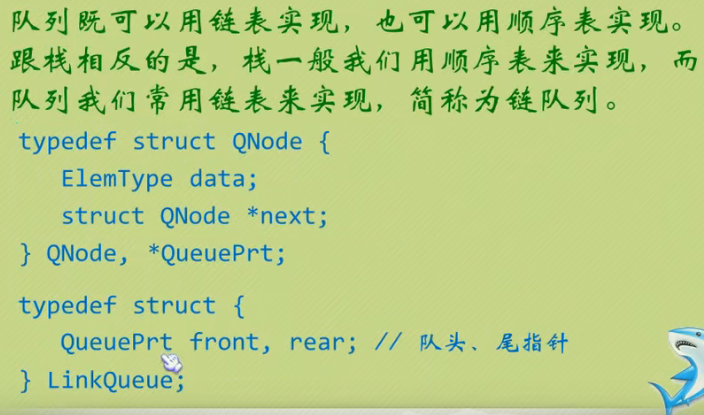 队列既可以用链表实现，也可以用顺序表实现。
跟栈相反的是，栈一般我们用顺序表来实现，而
队列我们常用链表来实现，简称为链队列。
typedef struct QNode {
ElemType data;
struct QNode *next;
} QNode, *QueuePrt;
typedef struct {
QueuePrt front, rear; // 队头、尾指针
} LinkQueue;